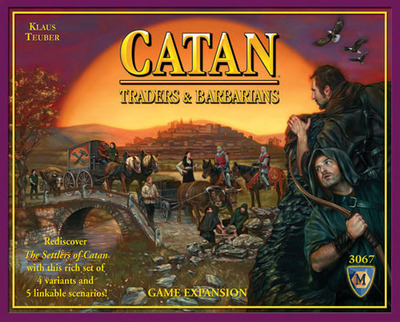 KLAUS
TEUBER
CATAN
TRADERS & BARBARIANS
Rediscover
The Settlers of Catan
with this rich set of
4 variants and
5 linkable scenarios!
GAME EXPANSION
3067